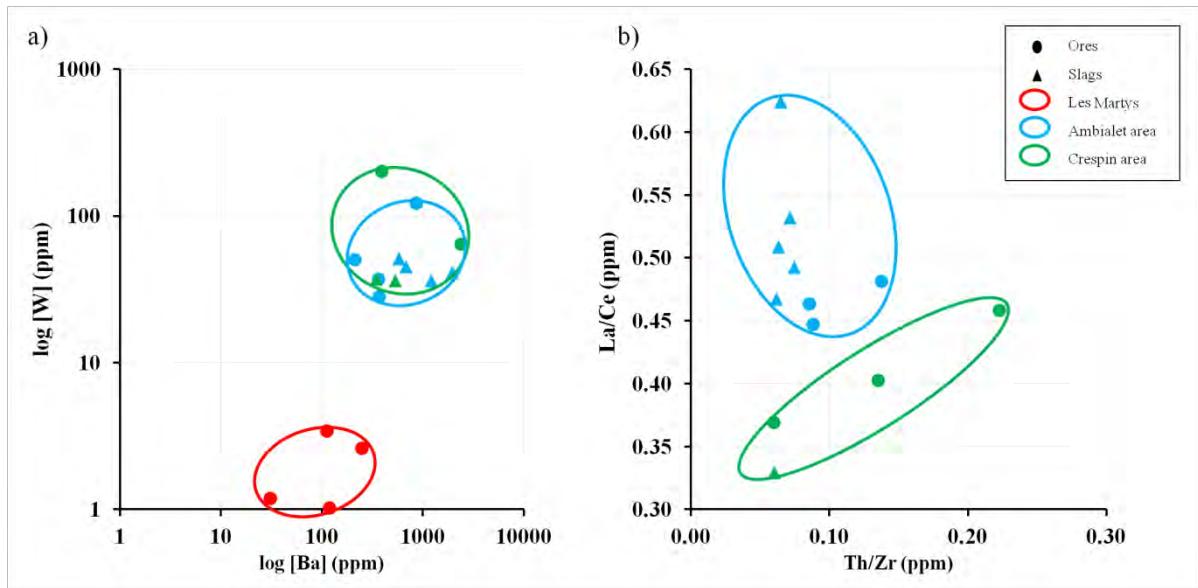 a)
1000
100
10
1
log [W] (ppm)
1
10
100
1000
10000
log [Ba] (ppm)
b)
0.65
0.60
0.55
0.50
0.45
0.40
0.35
0.30
La/Ce (ppm)
0.00
0.10
0.20
0.30
Th/Zr (ppm)
Ores
Slags
Les Martys
Ambialet area
Crespin area